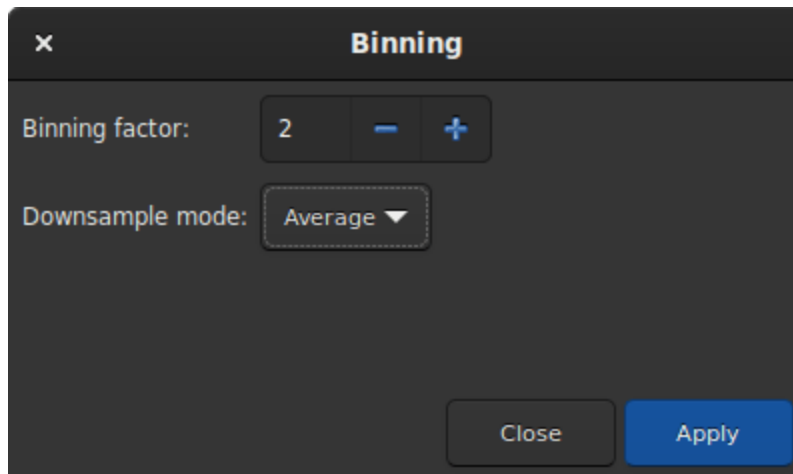 Binning
Binning factor: 2
Downsample mode: Average
Close Apply